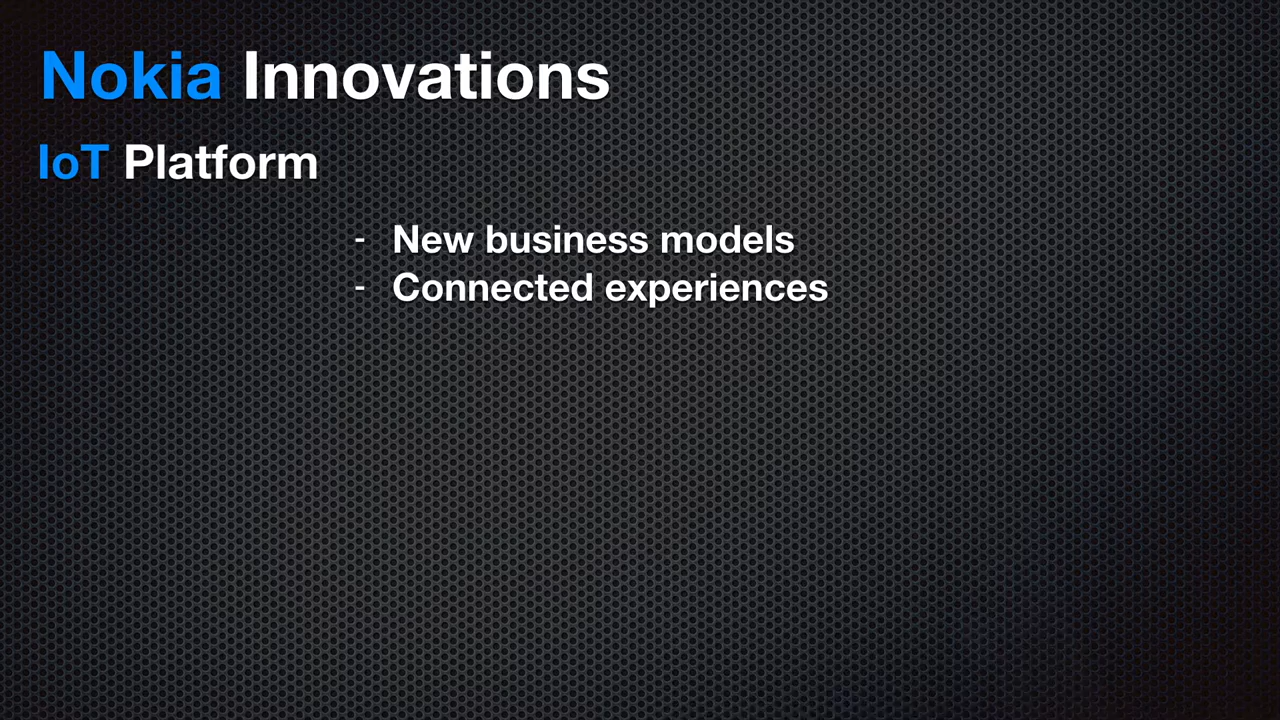 Nokia Innovations
IoT Platform
- New business models
- Connected experiences